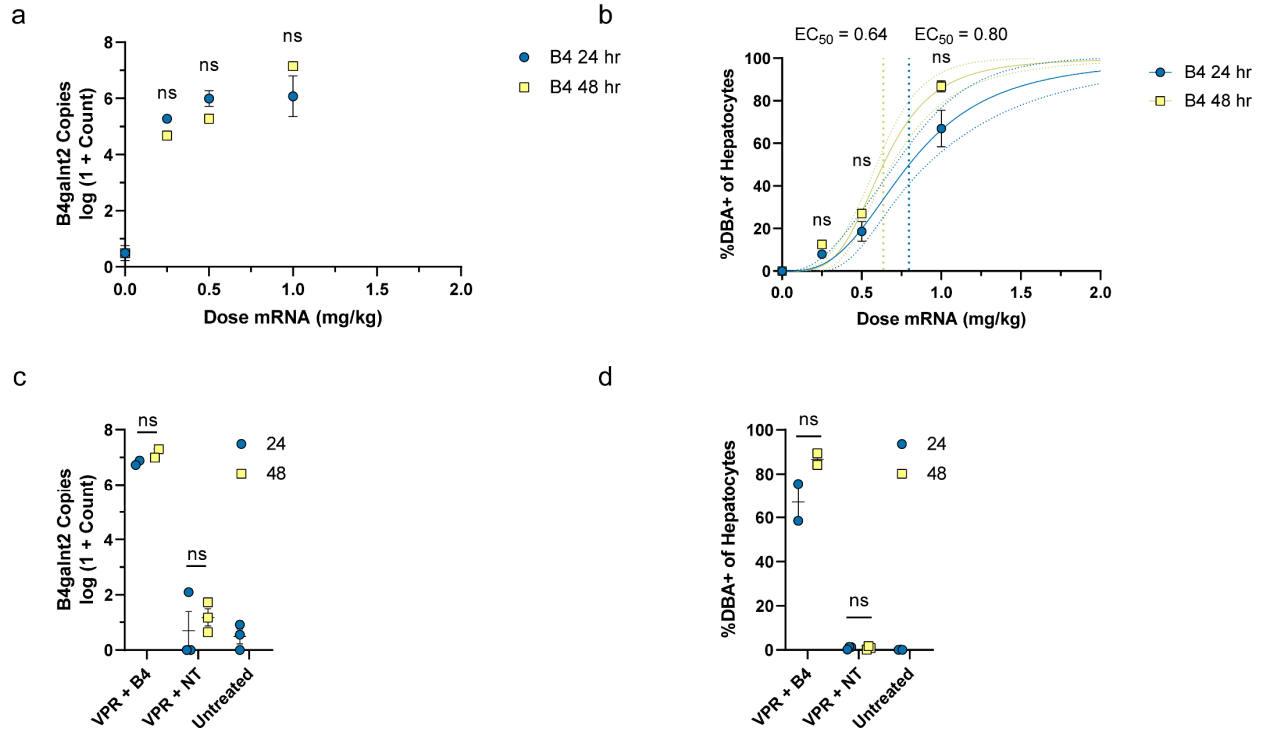 a
8
6
4
2
0
0.0 0.5 1.0 1.5 2.0
B4galnt2 Copies
log (1 + Count)
Dose mRNA (mg/kg)
ns
ns
ns
B4 24 hr
B4 48 hr
b
EC50 = 0.64 EC50 = 0.80
100
80
60
40
20
0
0.0 0.5 1.0 1.5 2.0
%DBA+ of Hepatocytes
Dose mRNA (mg/kg)
ns
ns
ns
B4 24 hr
B4 48 hr
c
8
6
4
2
0
B4galnt2 Copies
log (1 + Count)
ns
ns
24
48
VPR + B4
VPR + NT
Untreated
d
100
80
60
40
20
0
%DBA+ of Hepatocytes
ns
ns
24
48
VPR + B4
VPR + NT
Untreated